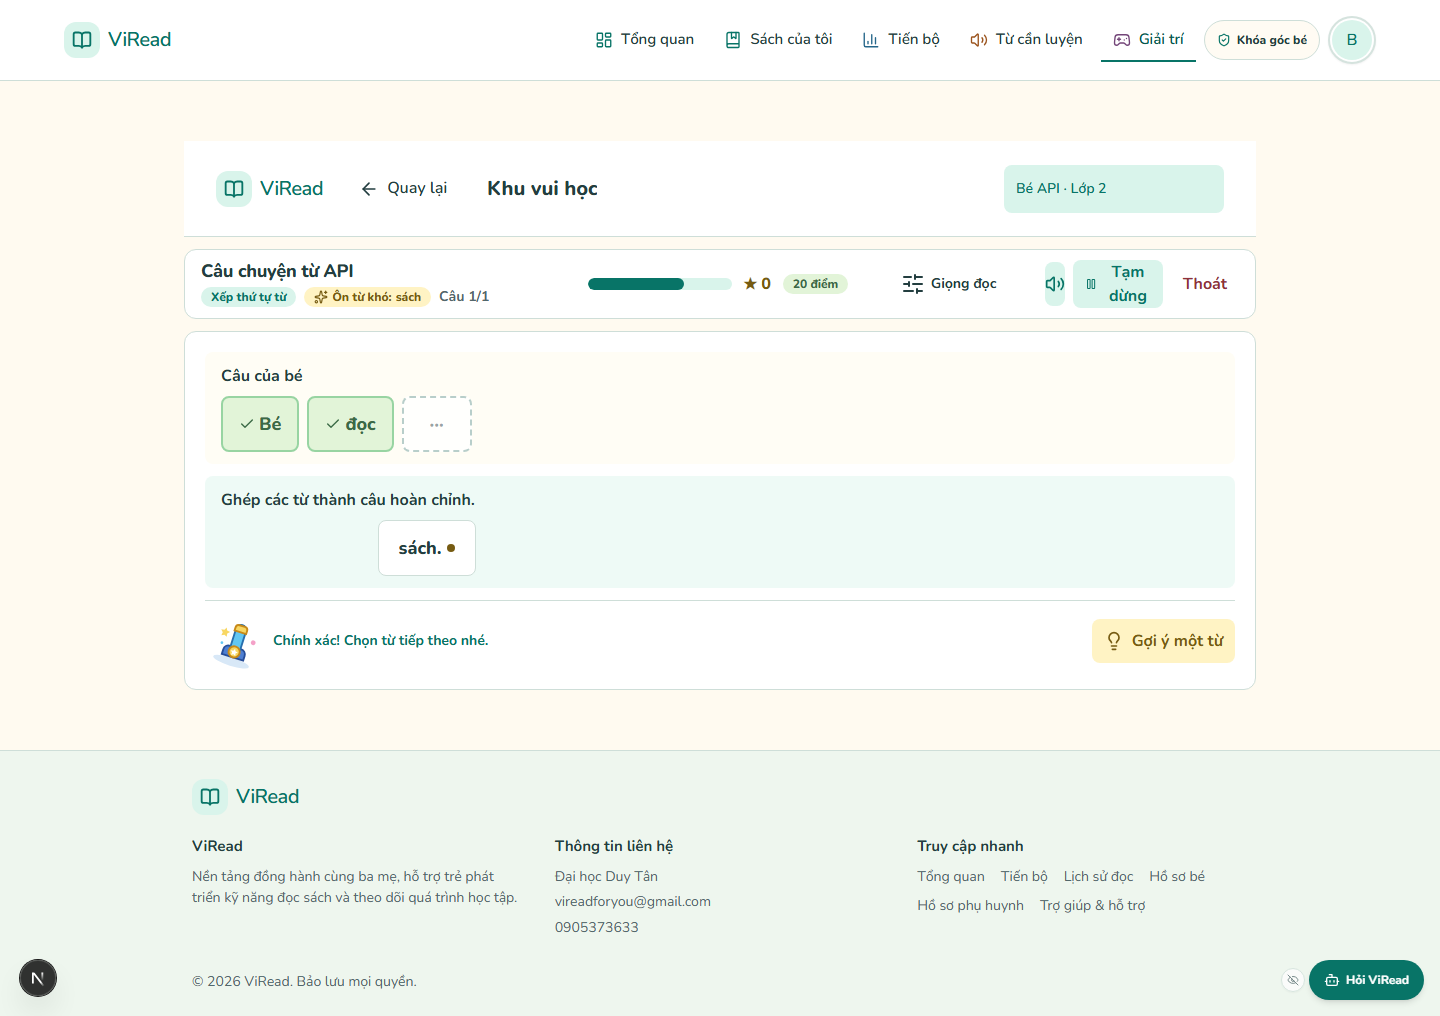 ViRead
Tổng quan
Sách của tôi
Tiến bộ
Từ cần luyện
Giải trí
Khóa góc bé
B
ViRead
Quay lại
Khu vui học
Bé API · Lớp 2
Câu chuyện từ API
Xếp thứ tự từ
Ôn từ khó: sách
Câu 1/1
★ 0
20 điểm
Giọng đọc
Tạm
dừng
Thoát
Câu của bé
Bé
đọc
...
Ghép các từ thành câu hoàn chỉnh.
sách.
Chính xác! Chọn từ tiếp theo nhé.
Gợi ý một từ
ViRead
ViRead
Nền tảng đồng hành cùng ba mẹ, hỗ trợ trẻ phát
triển kỹ năng đọc sách và theo dõi quá trình học tập.
Thông tin liên hệ
Đại học Duy Tân
vireadforyou@gmail.com
0905373633
Truy cập nhanh
Tổng quan
Tiến bộ
Lịch sử đọc
Hồ sơ bé
Hồ sơ phụ huynh
Trợ giúp & hỗ trợ
© 2026 ViRead. Bảo lưu mọi quyền.
N
Hỏi ViRead